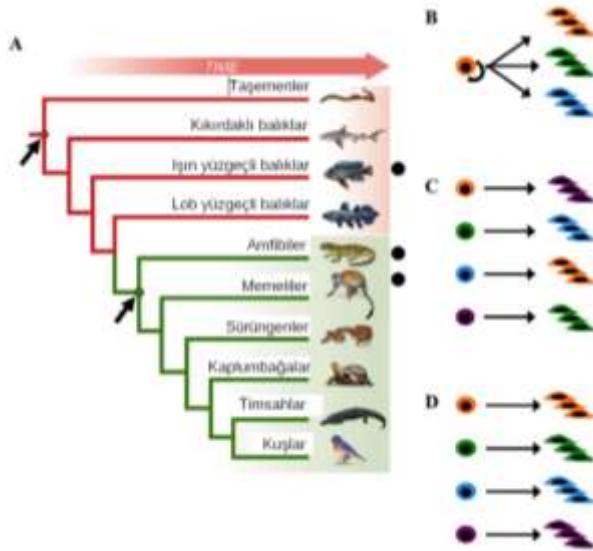 A
TIME
Taşemenler
Kıkırdaklı balıklar
Işın yüzgeçli balıklar
Lob yüzgeçli balıklar
Amfibiler
Memeliler
Sürüngenler
Kaplumbağalar
Timsahlar
Kuşlar
B
C
D